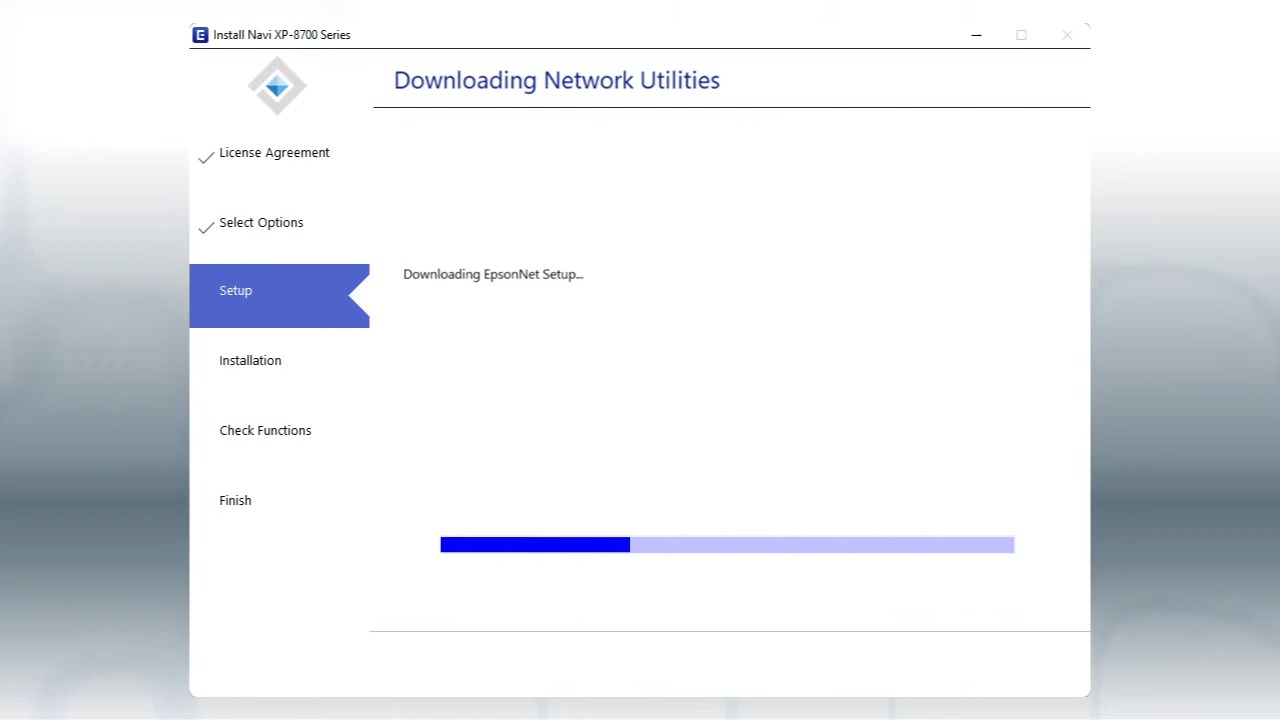 Install Navi XP-8700 Series
Downloading Network Utilities
License Agreement
Select Options
Setup
Downloading EpsonNet Setup...
Installation
Check Functions
Finish